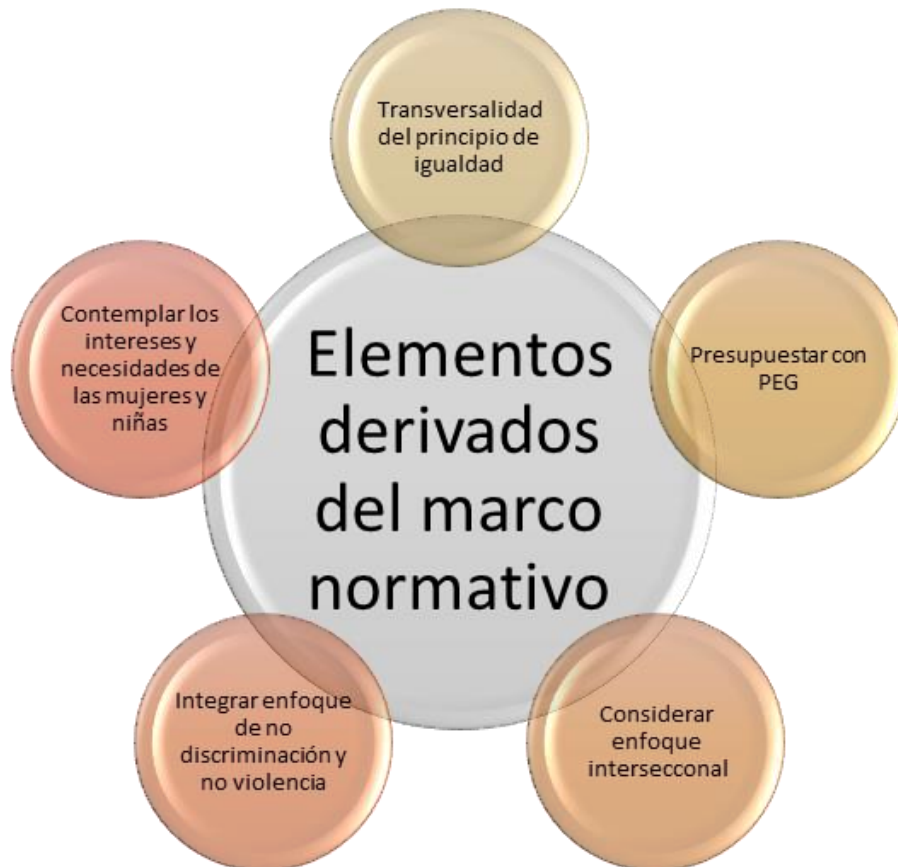 Transversalidad
del principio de
igualdad
Presupuestar con
PEG
Considerar
enfoque
intersecconal
Integrar enfoque
de no
discriminación y
no violencia
Contemplar los
intereses y
necesidades de
las mujeres y
niñas
Elementos
derivados
del marco
normativo